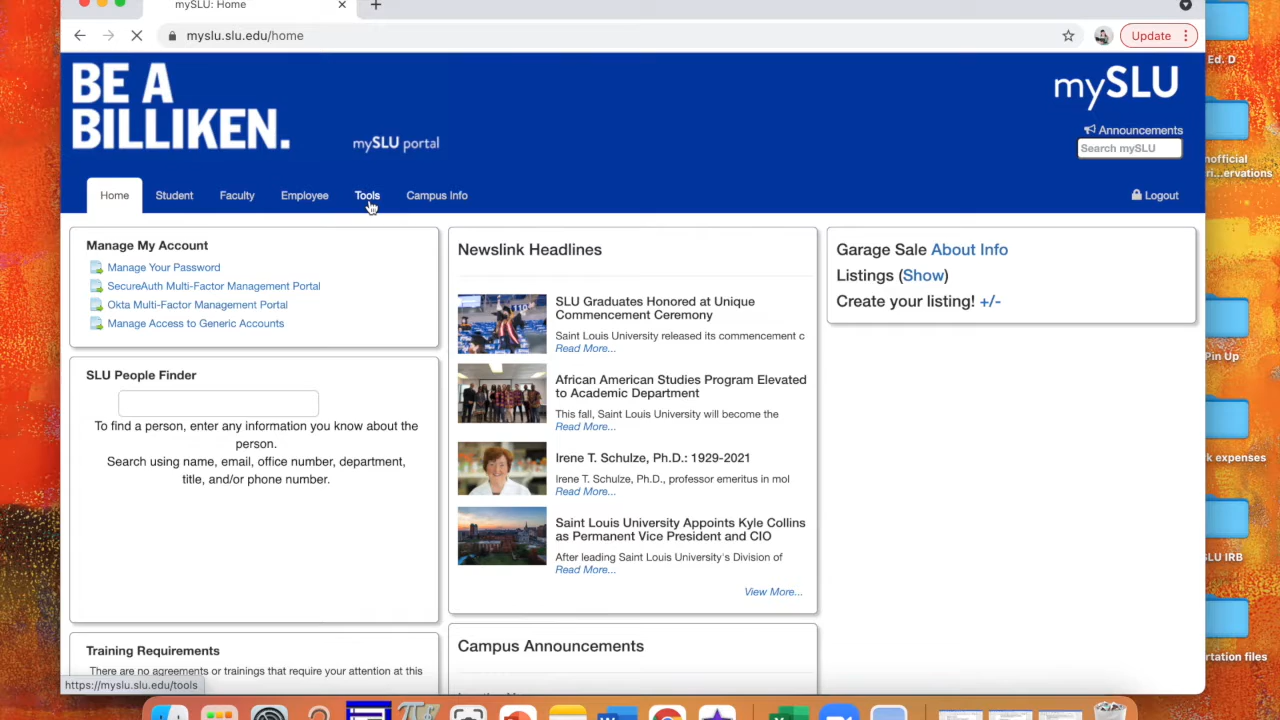 mySLU: Home
myslu.slu.edu/home
Update
Ed. D
BE A
BILLIKEN.
mySLU portal
mySLU
Announcements
Search mySLU
Home Student Faculty Employee Tools Campus Info
Logout
Manage My Account
Manage Your Password
SecureAuth Multi-Factor Management Portal
Okta Multi-Factor Management Portal
Manage Access to Generic Accounts
SLU People Finder
To find a person, enter any information you know about the
person.
Search using name, email, office number, department,
title, and/or phone number.
Training Requirements
There are no agreements or trainings that require your attention at this
https://myslu.slu.edu/tools
Newslink Headlines
SLU Graduates Honored at Unique
Commencement Ceremony
Saint Louis University released its commencement c
Read More...
African American Studies Program Elevated
to Academic Department
This fall, Saint Louis University will become the
Read More...
Irene T. Schulze, Ph.D.: 1929-2021
Irene T. Schulze, Ph.D., professor emeritus in mol
Read More...
Saint Louis University Appoints Kyle Collins
as Permanent Vice President and CIO
After leading Saint Louis University's Division of
Read More...
View More...
Campus Announcements
Garage Sale About Info
Listings (Show)
Create your listing! +/-
nofficial
ri...ervations
Pin Up
k expenses
SLU IRB
rtation files